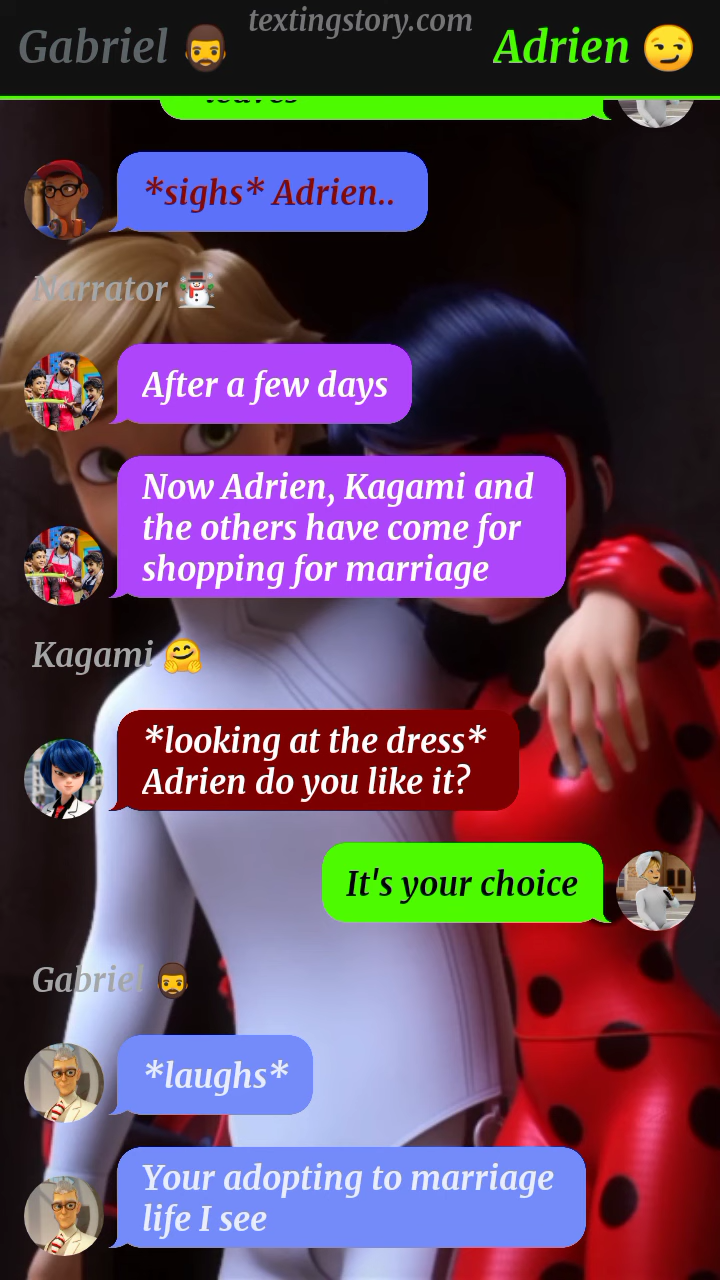 textingstory.com
Gabriel 🧔 Adrien 😏
*sighs* Adrien..
Narrator ☃️
After a few days
Now Adrien, Kagami and
the others have come for
shopping for marriage
Kagami 🤗
*looking at the dress*
Adrien do you like it?
It's your choice
Gabriel 🧔
*laughs*
Your adopting to marriage
life I see